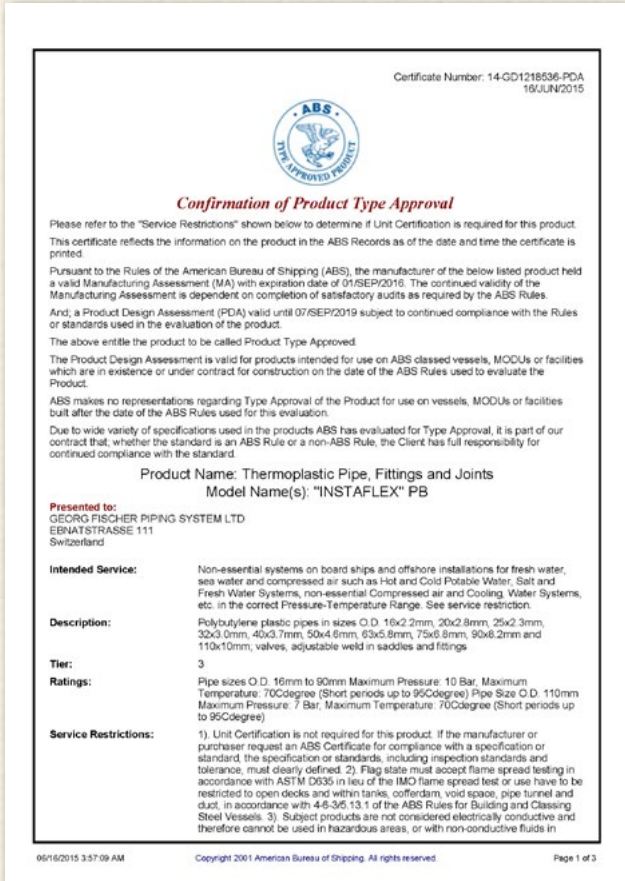 Certificate Number: 14-GD1218536-PDA
16/JUN/2015
ABS
TYPE APPROVED PRODUCT
Confirmation of Product Type Approval
Please refer to the "Service Restrictions" shown below to determine if Unit Certification is required for this product.
This certificate reflects the information on the product in the ABS Records as of the date and time the certificate is
printed.
Pursuant to the Rules of the American Bureau of Shipping (ABS), the manufacturer of the below listed product held
a valid Manufacturing Assessment (MA) with expiration date of 01/SEP/2016. The continued validity of the
Manufacturing Assessment is dependent on completion of satisfactory audits as required by the ABS Rules.
And; a Product Design Assessment (PDA) valid until 07/SEP/2019 subject to continued compliance with the Rules
or standards used in the evaluation of the product.
The above entitle the product to be called Product Type Approved.
The Product Design Assessment is valid for products intended for use on ABS classed vessels, MODUs or facilities
which are in existence or under contract for construction on the date of the ABS Rules used to evaluate the
Product.
ABS makes no representations regarding Type Approval of the Product for use on vessels, MODUs or facilities
built after the date of the ABS Rules used for this evaluation.
Due to wide variety of specifications used in the products ABS has evaluated for Type Approval, it is part of our
contract that; whether the standard is an ABS Rule or a non-ABS Rule, the Client has full responsibility for
continued compliance with the standard.
Product Name: Thermoplastic Pipe, Fittings and Joints
Model Name(s): "INSTAFLEX" PB
Presented to:
GEORG FISCHER PIPING SYSTEM LTD
EBNATSTRASSE 111
Switzerland
Intended Service: Non-essential systems on board ships and offshore installations for fresh water,
sea water and compressed air such as Hot and Cold Potable Water, Salt and
Fresh Water Systems, non-essential Compressed air and Cooling, Water Systems,
etc. in the correct Pressure-Temperature Range. See service restriction.
Description: Polybutylene plastic pipes in sizes O.D. 16x2.2mm, 20x2.8mm, 25x2.3mm,
32x3.0mm, 40x3.7mm, 50x4.6mm, 63x5.8mm, 75x6.8mm, 90x8.2mm and
110x10mm; valves, adjustable weld in saddles and fittings
Tier: 3
Ratings: Pipe sizes O.D. 16mm to 90mm Maximum Pressure: 10 Bar, Maximum
Temperature: 70Cdegree (Short periods up to 95Cdegree) Pipe Size O.D. 110mm
Maximum Pressure: 7 Bar, Maximum Temperature: 70Cdegree (Short periods up
to 95Cdegree)
Service Restrictions: 1). Unit Certification is not required for this product. If the manufacturer or
purchaser request an ABS Certificate for compliance with a specification or
standard, the specification or standards, including inspection standards and
tolerance, must clearly defined. 2). Flag state must accept flame spread testing in
accordance with ASTM D635 in lieu of the IMO flame spread test or use have to be
restricted to open decks and within tanks, cofferdam, void space, pipe tunnel and
duct, in accordance with 4-6-3/5.13.1 of the ABS Rules for Building and Classing
Steel Vessels. 3). Subject products are not considered electrically conductive and
therefore cannot be used in hazardous areas, or with non-conductive fluids in
06/16/2015 3:57:09 AM Copyright 2001 American Bureau of Shipping. All rights reserved. Page 1 of 3